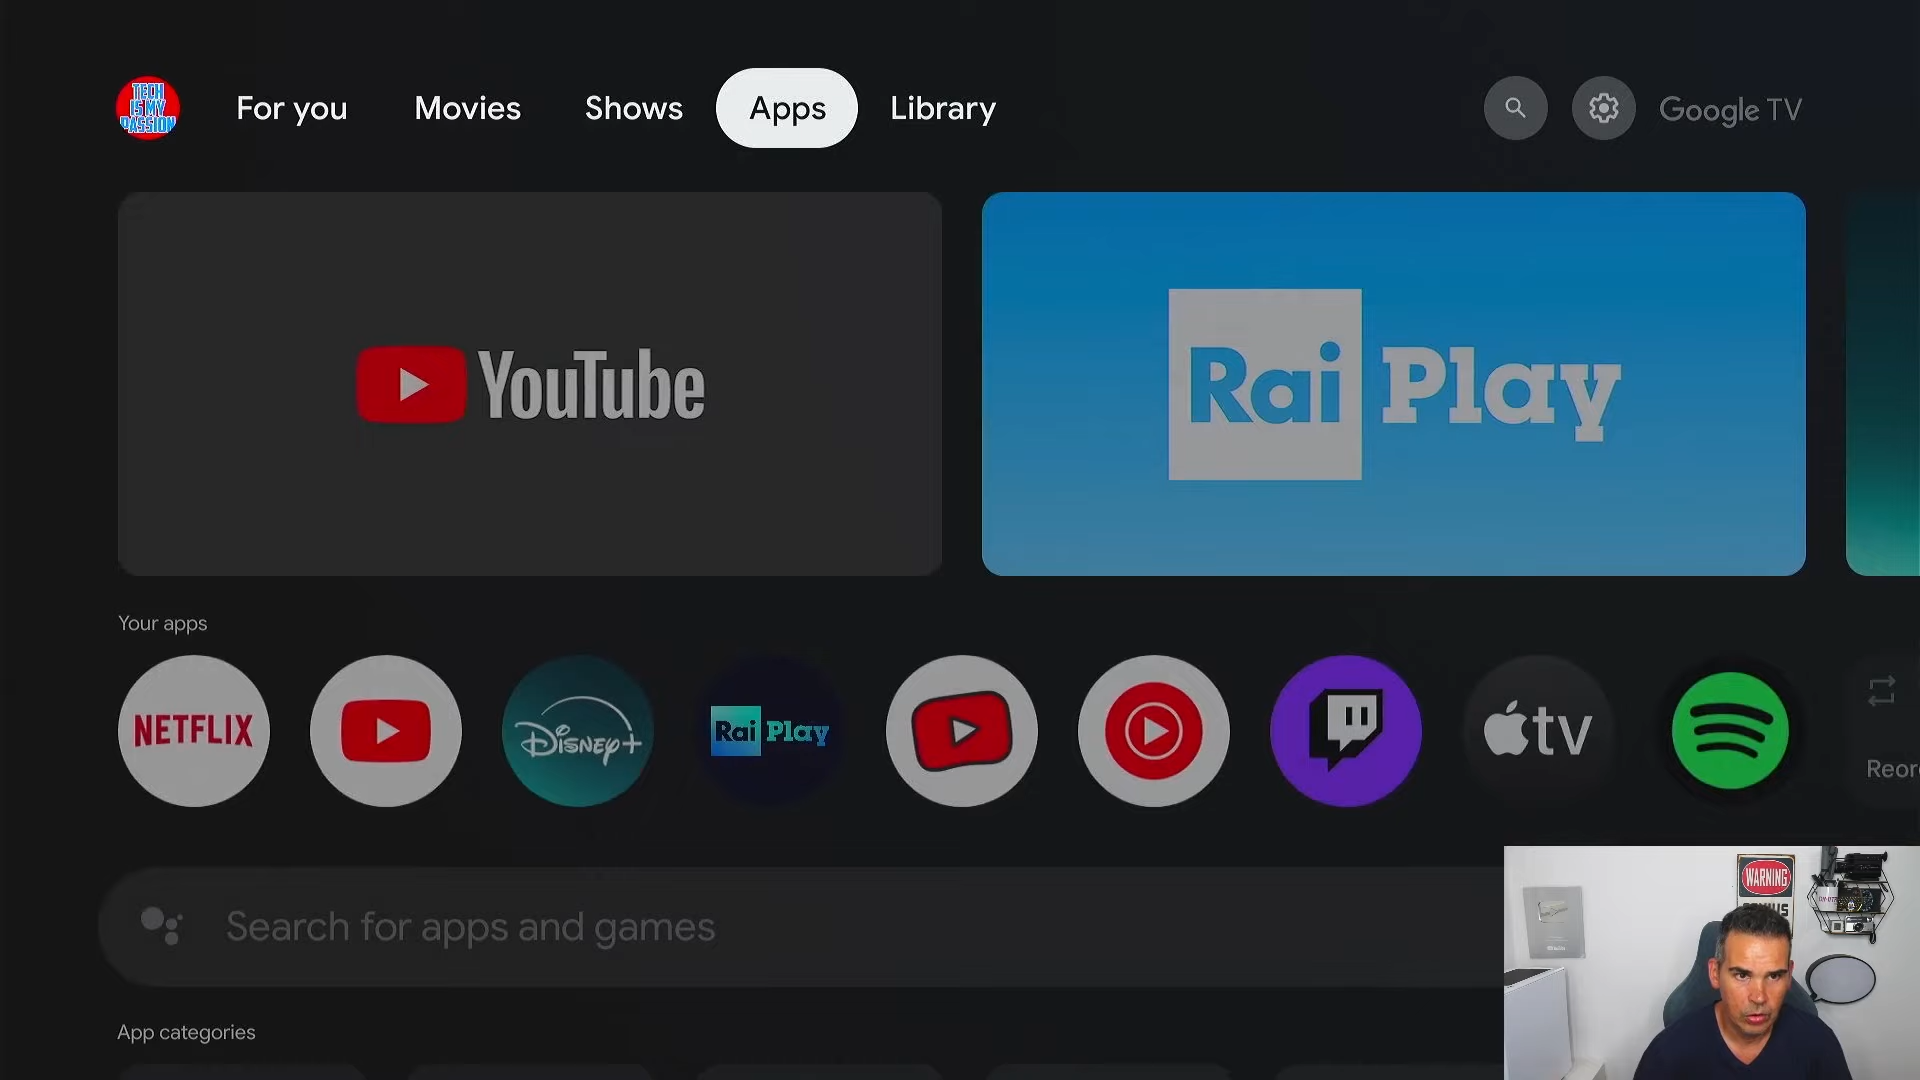 TECH
IS MY
PASSION
For you
Movies
Shows
Apps
Library
Google TV
YouTube
Rai Play
Your apps
NETFLIX
Disney+
Rai Play
tv
Reor
Search for apps and games
WARNING
App categories